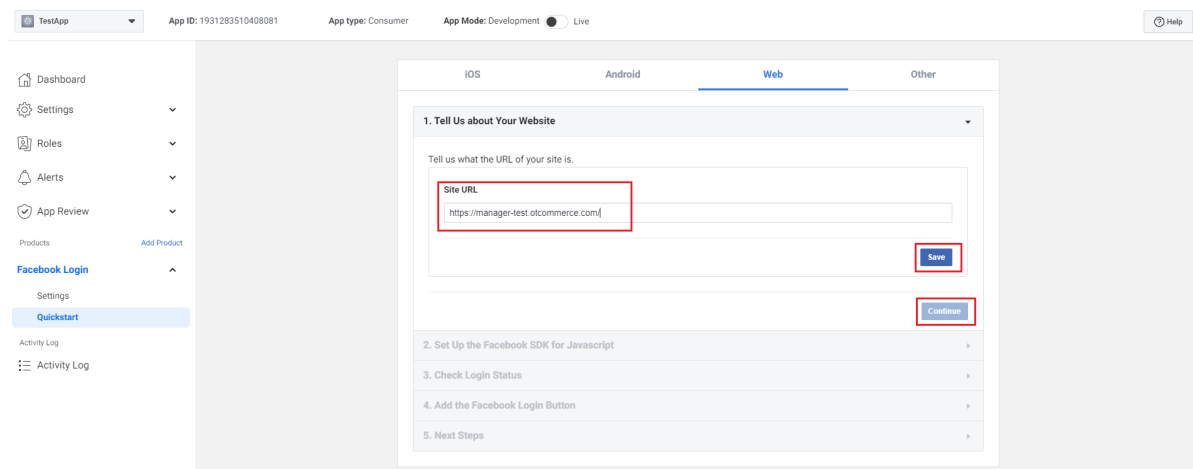 TestApp App ID: 1931283510408081 App type: Consumer App Mode: Development Live Help
Dashboard
Settings
Roles
Alerts
App Review
Products Add Product
Facebook Login
Settings
Quickstart
Activity Log
Activity Log
iOS Android Web Other
1. Tell Us about Your Website
Tell us what the URL of your site is.
Site URL
https://manager-test.otcommerce.com/
Save
Continue
2. Set Up the Facebook SDK for Javascript
3. Check Login Status
4. Add the Facebook Login Button
5. Next Steps